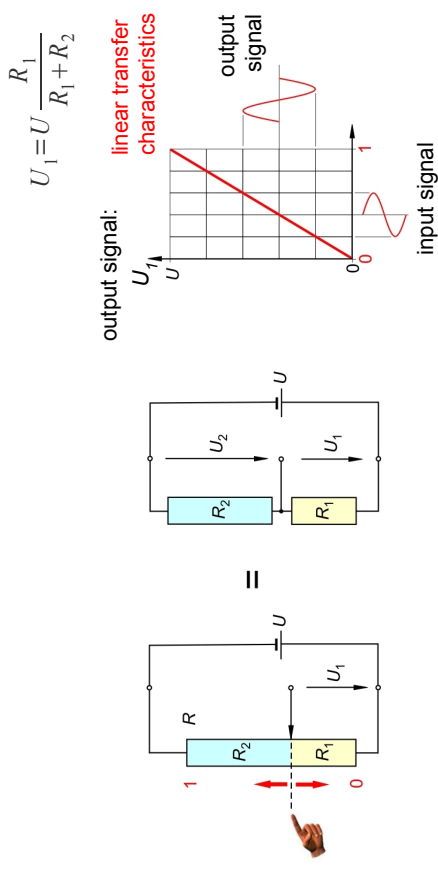 U₁=U R₁/(R₁+R₂)
linear transfer
characteristics
output signal:
U₁
U
0
0
1
output
signal
input signal
R₂
R₁
U₂
U₁
U
=
1
0
R
R₂
R₁
U₁
U